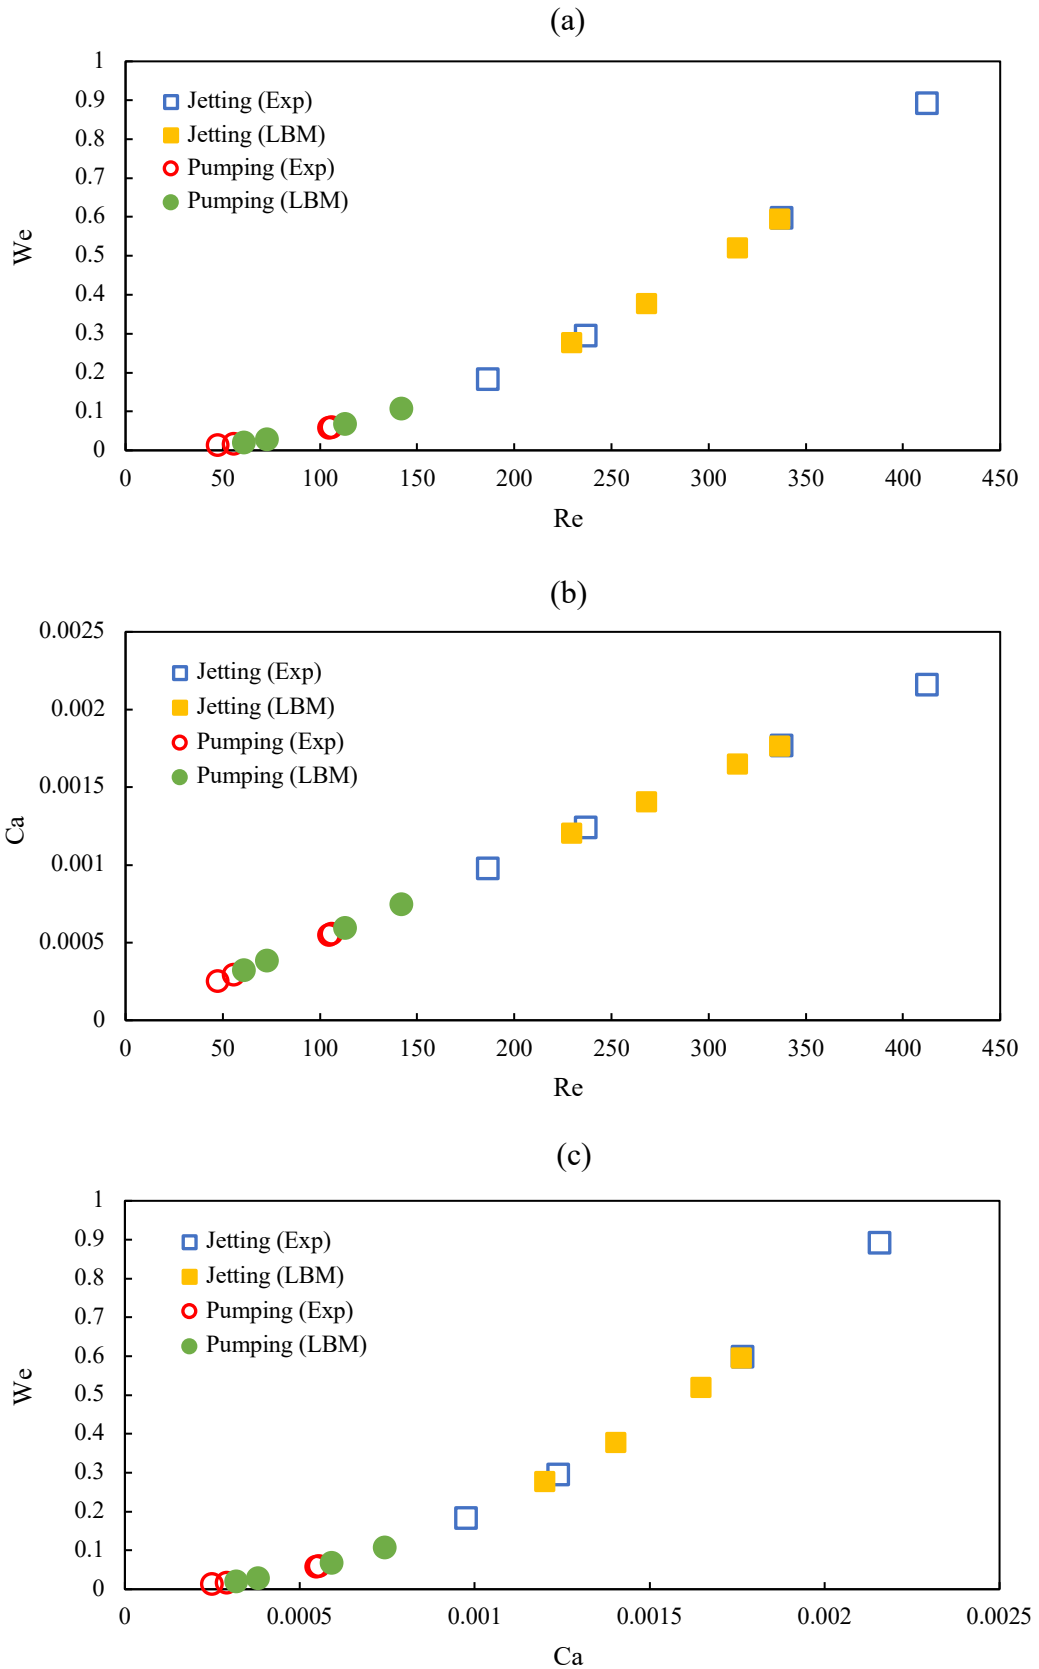 (a)
1
0.9
0.8
0.7
0.6
0.5
0.4
0.3
0.2
0.1
0
We
Jetting (Exp)
Jetting (LBM)
Pumping (Exp)
Pumping (LBM)
0 50 100 150 200 250 300 350 400 450
Re
(b)
0.0025
0.002
0.0015
0.001
0.0005
0
Ca
Jetting (Exp)
Jetting (LBM)
Pumping (Exp)
Pumping (LBM)
0 50 100 150 200 250 300 350 400 450
Re
(c)
1
0.9
0.8
0.7
0.6
0.5
0.4
0.3
0.2
0.1
0
We
Jetting (Exp)
Jetting (LBM)
Pumping (Exp)
Pumping (LBM)
0 0.0005 0.001 0.0015 0.002 0.0025
Ca